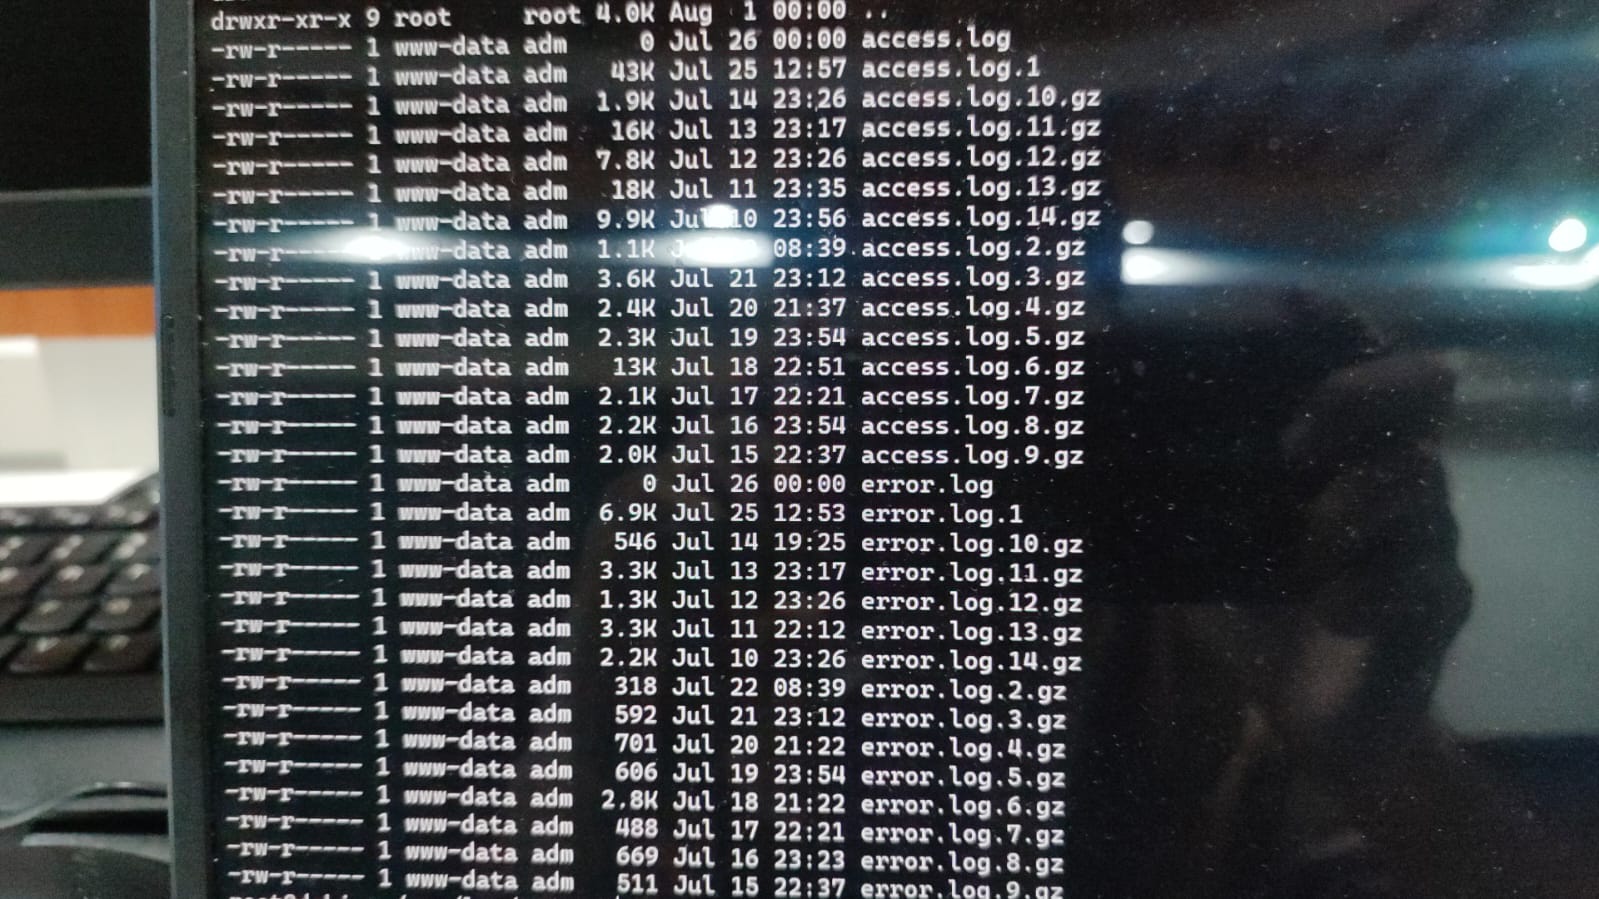 drwxr-xr-x 9 root root 4.0K Aug 1 00:00 ..
-rw-r----- 1 www-data adm 0 Jul 26 00:00 access.log
-rw-r----- 1 www-data adm 43K Jul 25 12:57 access.log.1
-rw-r----- 1 www-data adm 1.9K Jul 14 23:26 access.log.10.gz
-rw-r----- 1 www-data adm 16K Jul 13 23:17 access.log.11.gz
-rw-r----- 1 www-data adm 7.8K Jul 12 23:26 access.log.12.gz
-rw-r----- 1 www-data adm 18K Jul 11 23:35 access.log.13.gz
-rw-r----- 1 www-data adm 9.9K Jul 10 23:56 access.log.14.gz
-rw-r----- 1 www-data adm 1.1K 08:39 access.log.2.gz
-rw-r----- 1 www-data adm 3.6K Jul 21 23:12 access.log.3.gz
-rw-r----- 1 www-data adm 2.4K Jul 20 21:37 access.log.4.gz
-rw-r----- 1 www-data adm 2.3K Jul 19 23:54 access.log.5.gz
-rw-r----- 1 www-data adm 13K Jul 18 22:51 access.log.6.gz
-rw-r----- 1 www-data adm 2.1K Jul 17 22:21 access.log.7.gz
-rw-r----- 1 www-data adm 2.2K Jul 16 23:54 access.log.8.gz
-rw-r----- 1 www-data adm 2.0K Jul 15 22:37 access.log.9.gz
-rw-r----- 1 www-data adm 0 Jul 26 00:00 error.log
-rw-r----- 1 www-data adm 6.9K Jul 25 12:53 error.log.1
-rw-r----- 1 www-data adm 546 Jul 14 19:25 error.log.10.gz
-rw-r----- 1 www-data adm 3.3K Jul 13 23:17 error.log.11.gz
-rw-r----- 1 www-data adm 1.3K Jul 12 23:26 error.log.12.gz
-rw-r----- 1 www-data adm 3.3K Jul 11 22:12 error.log.13.gz
-rw-r----- 1 www-data adm 2.2K Jul 10 23:26 error.log.14.gz
-rw-r----- 1 www-data adm 318 Jul 22 08:39 error.log.2.gz
-rw-r----- 1 www-data adm 592 Jul 21 23:12 error.log.3.gz
-rw-r----- 1 www-data adm 701 Jul 20 21:22 error.log.4.gz
-rw-r----- 1 www-data adm 606 Jul 19 23:54 error.log.5.gz
-rw-r----- 1 www-data adm 2.8K Jul 18 21:22 error.log.6.gz
-rw-r----- 1 www-data adm 488 Jul 17 22:21 error.log.7.gz
-rw-r----- 1 www-data adm 669 Jul 16 23:23 error.log.8.gz
-rw-r----- 1 www-data adm 511 Jul 15 22:37 error.log.9.gz